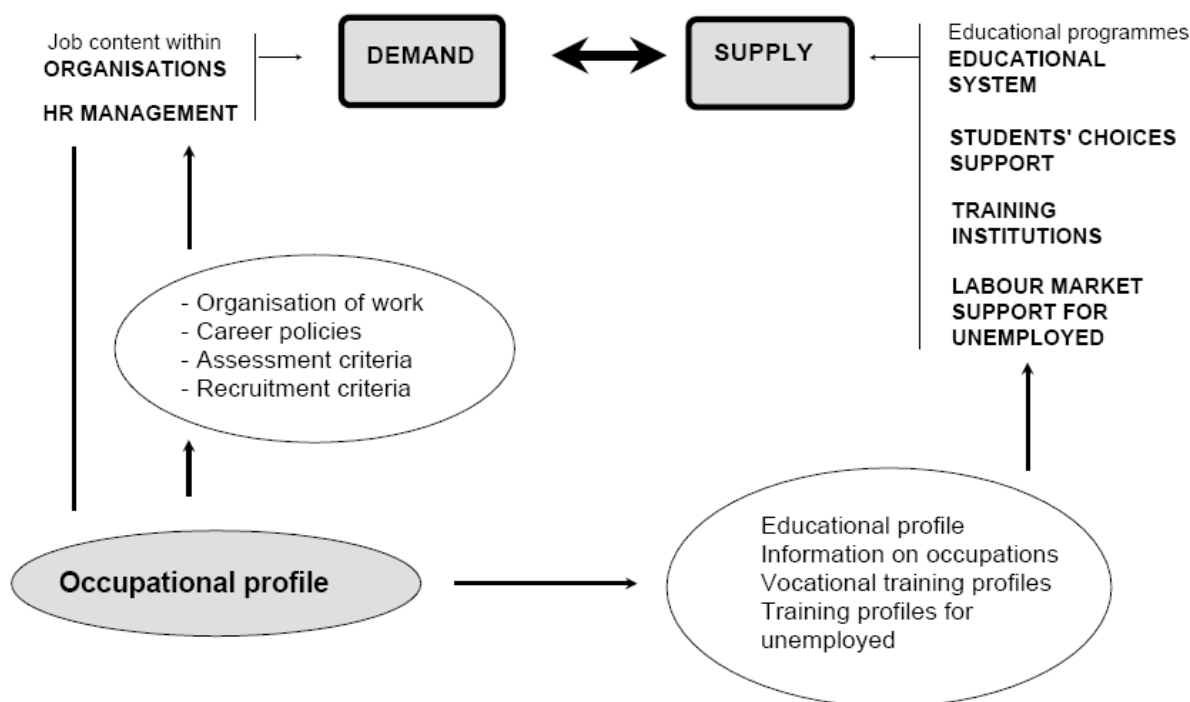 Job content within
ORGANISATIONS
HR MANAGEMENT
DEMAND
SUPPLY
Educational programmes
EDUCATIONAL
SYSTEM
STUDENTS' CHOICES
SUPPORT
TRAINING
INSTITUTIONS
LABOUR MARKET
SUPPORT FOR
UNEMPLOYED
- Organisation of work
- Career policies
- Assessment criteria
- Recruitment criteria
Occupational profile
Educational profile
Information on occupations
Vocational training profiles
Training profiles for
unemployed